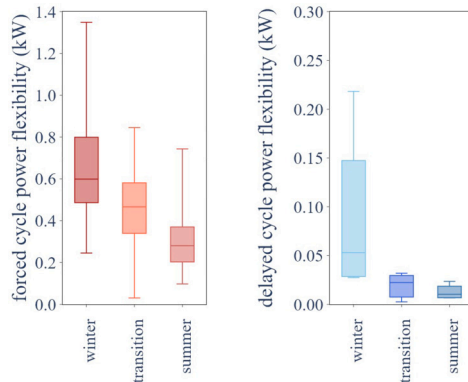 forced cycle power flexibility (kW)
1.4
1.2
1.0
0.8
0.6
0.4
0.2
0.0
winter
transition
summer
delayed cycle power flexibility (kW)
0.30
0.25
0.20
0.15
0.10
0.05
0.00
winter
transition
summer